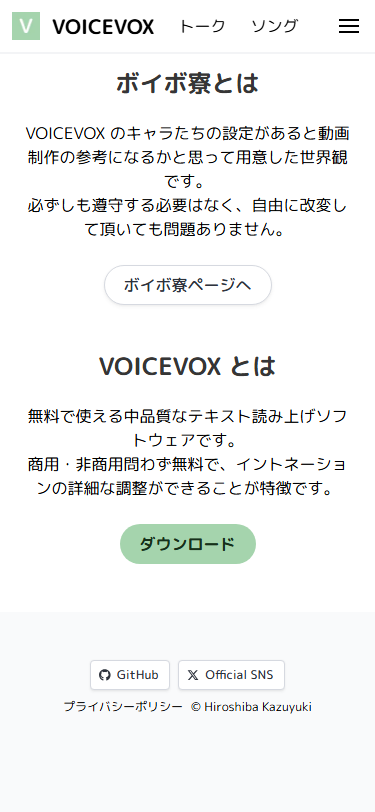 V VOICEVOX トーク ソング
ボイボ寮とは
VOICEVOX のキャラたちの設定があると動画
制作の参考になるかと思って用意した世界観
です。
必ずしも遵守する必要はなく、自由に改変し
て頂いても問題ありません。
ボイボ寮ページへ
VOICEVOX とは
無料で使える中品質なテキスト読み上げソフ
トウェアです。
商用・非商用問わず無料で、イントネーショ
ンの詳細な調整ができることが特徴です。
ダウンロード
GitHub Official SNS
プライバシーポリシー © Hiroshiba Kazuyuki